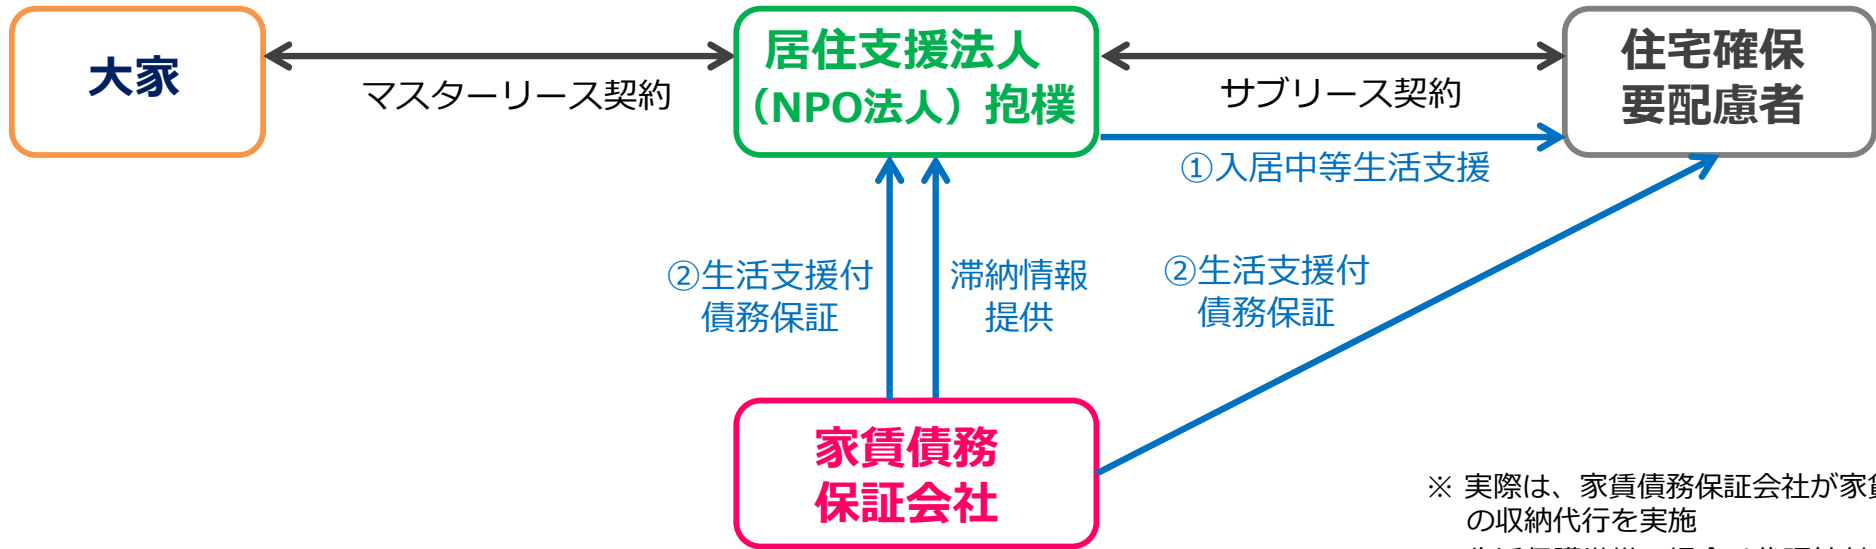 大家
マスターリース契約
居住支援法人
（NPO法人）抱樸
サブリース契約
住宅確保
要配慮者
①入居中等生活支援
②生活支援付
債務保証
滞納情報
提供
②生活支援付
債務保証
家賃債務
保証会社
※ 実際は、家賃債務保証会社が家賃
の収納代行を実施